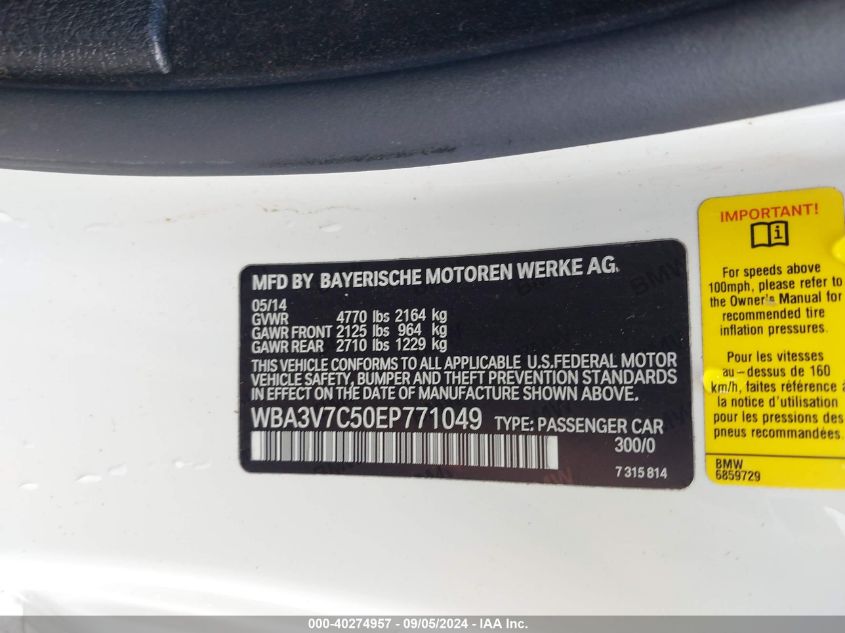 MFD BY BAYERISCHE MOTOREN WERKE AG.
05/14
GVWR 4770 lbs 2164 kg
GAWR FRONT 2125 lbs 964 kg
GAWR REAR 2710 lbs 1229 kg
THIS VEHICLE CONFORMS TO ALL APPLICABLE U.S.FEDERAL MOTOR
VEHICLE SAFETY, BUMPER AND THEFT PREVENTION STANDARDS
IN EFFECT ON THE DATE OF MANUFACTURE SHOWN ABOVE.
WBA3V7C50EP771049 TYPE: PASSENGER CAR
300/0
7 315 814
IMPORTANT!
i
For speeds above
100mph, please refer to
the Owner's Manual for
recommended tire
inflation pressures.
Pour les vitesses
au-dessus de 160
km/h, faites référence à
la notice d'utilisation
pour les pressions des
pneus recommandées.
BMW
6859729
000-40274957 - 09/05/2024 - IAA Inc.